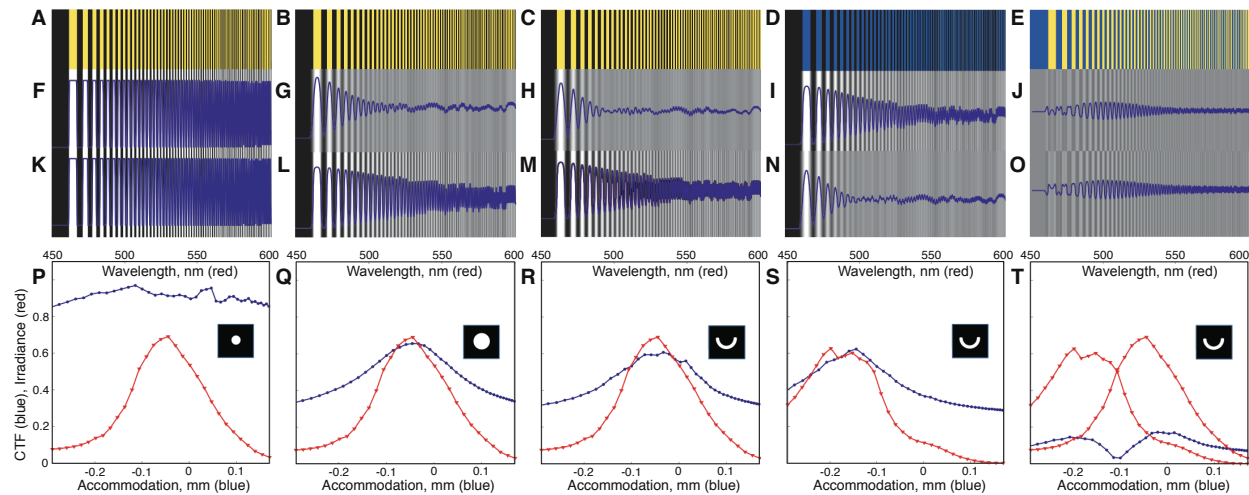 A B C D E
F G H I J
K L M N O
450 500 550 600 450 500 550 600 450 500 550 600 450 500 550 600 450 500 550 600
Wavelength, nm (red) Wavelength, nm (red) Wavelength, nm (red) Wavelength, nm (red) Wavelength, nm (red)
P Q R S T
CTF (blue), Irradiance (red)
1
0.8
0.6
0.4
0.2
0
-0.2 -0.1 0 0.1 -0.2 -0.1 0 0.1 -0.2 -0.1 0 0.1 -0.2 -0.1 0 0.1 -0.2 -0.1 0 0.1
Accommodation, mm (blue) Accommodation, mm (blue) Accommodation, mm (blue) Accommodation, mm (blue) Accommodation, mm (blue)